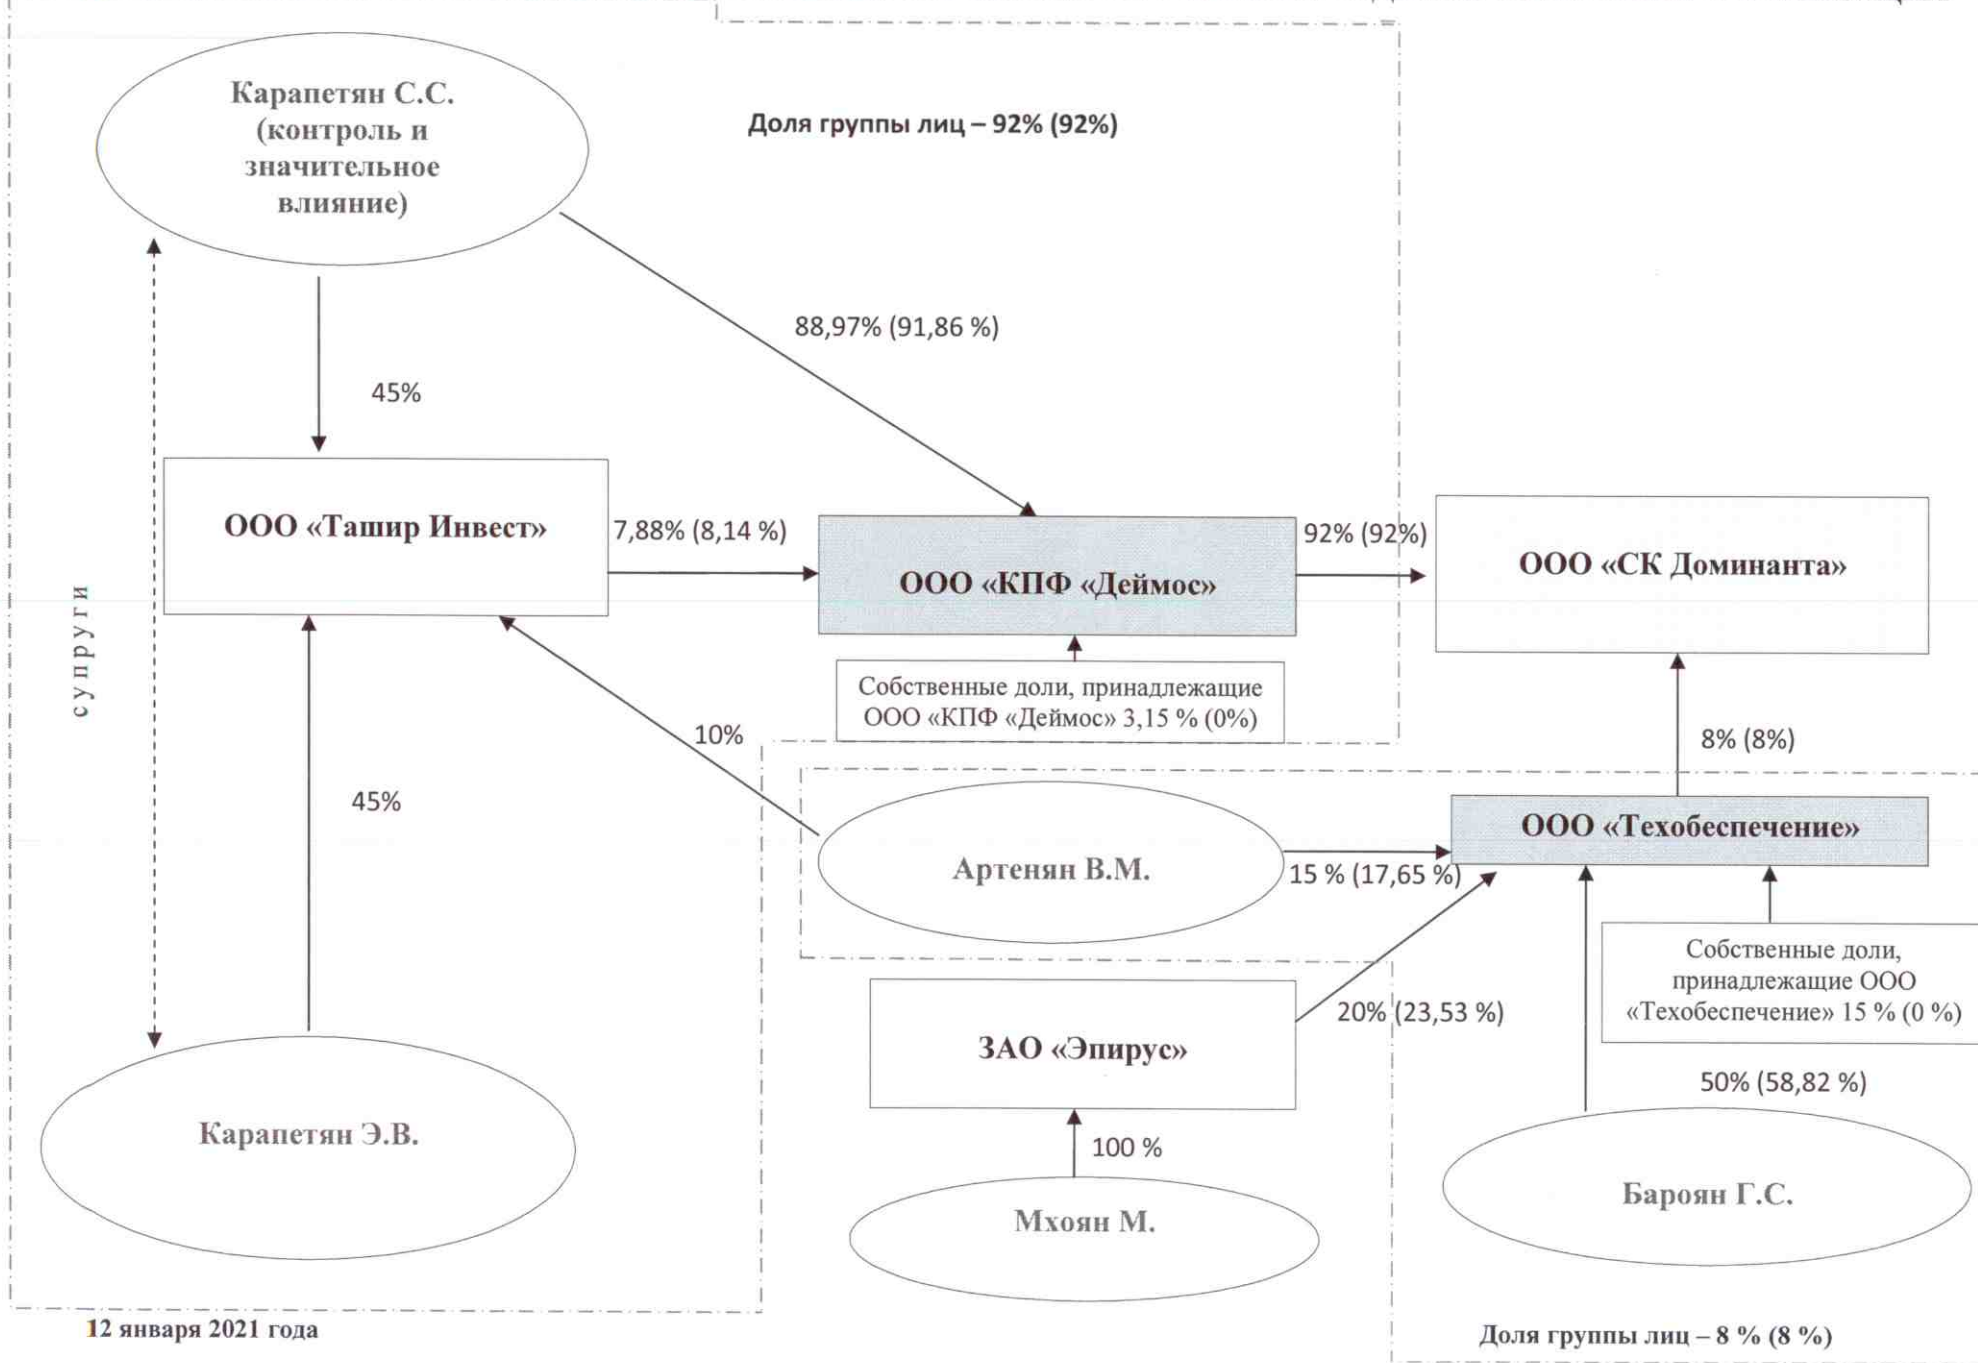 Карапетян С.С.
(контроль и
значительное
влияние)
Доля группы лиц – 92% (92%)
88,97% (91,86 %)
45%
ООО «Ташир Инвест»
7,88% (8,14 %)
ООО «КПФ «Деймос»
92% (92%)
ООО «СК Доминанта»
супруги
Собственные доли, принадлежащие
ООО «КПФ «Деймос» 3,15 % (0%)
10%
8% (8%)
45%
Артенян В.М.
15 % (17,65 %)
ООО «Техобеспечение»
Собственные доли,
принадлежащие ООО
«Техобеспечение» 15 % (0 %)
ЗАО «Эпирус»
20% (23,53 %)
50% (58,82 %)
Карапетян Э.В.
100 %
Мхоян М.
Бароян Г.С.
12 января 2021 года
Доля группы лиц – 8 % (8 %)